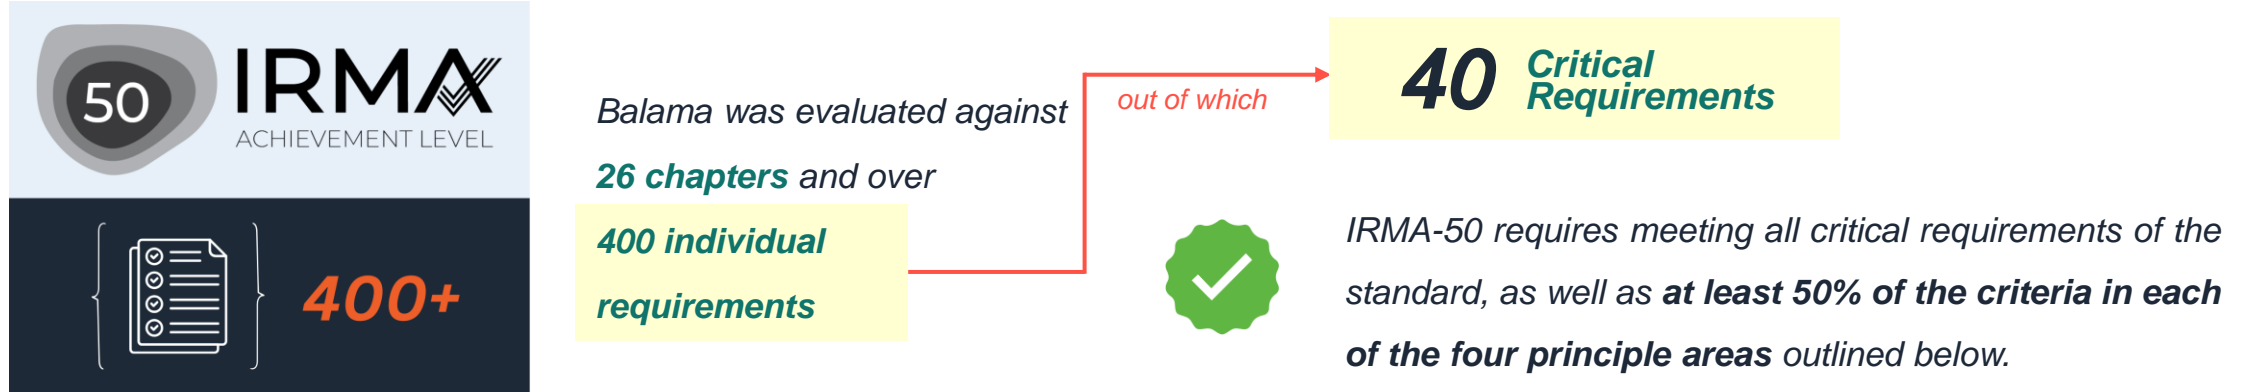 50
IRMA
ACHIEVEMENT LEVEL
400+
Balama was evaluated against
26 chapters and over
400 individual
requirements
out of which
40
Critical
Requirements
IRMA-50 requires meeting all critical requirements of the
standard, as well as at least 50% of the criteria in each
of the four principle areas outlined below.